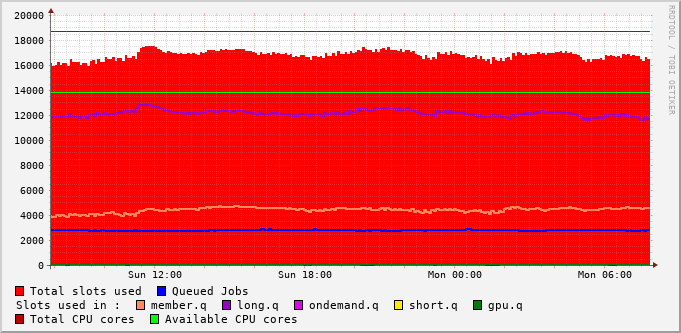 20000
18000
16000
14000
12000
10000
8000
6000
4000
2000
0
Sun 12:00 Sun 18:00 Mon 00:00 Mon 06:00
RRDTOOL / TOBI OETIKER
Total slots used Queued Jobs
Slots used in : member.q long.q ondemand.q short.q gpu.q
Total CPU cores Available CPU cores